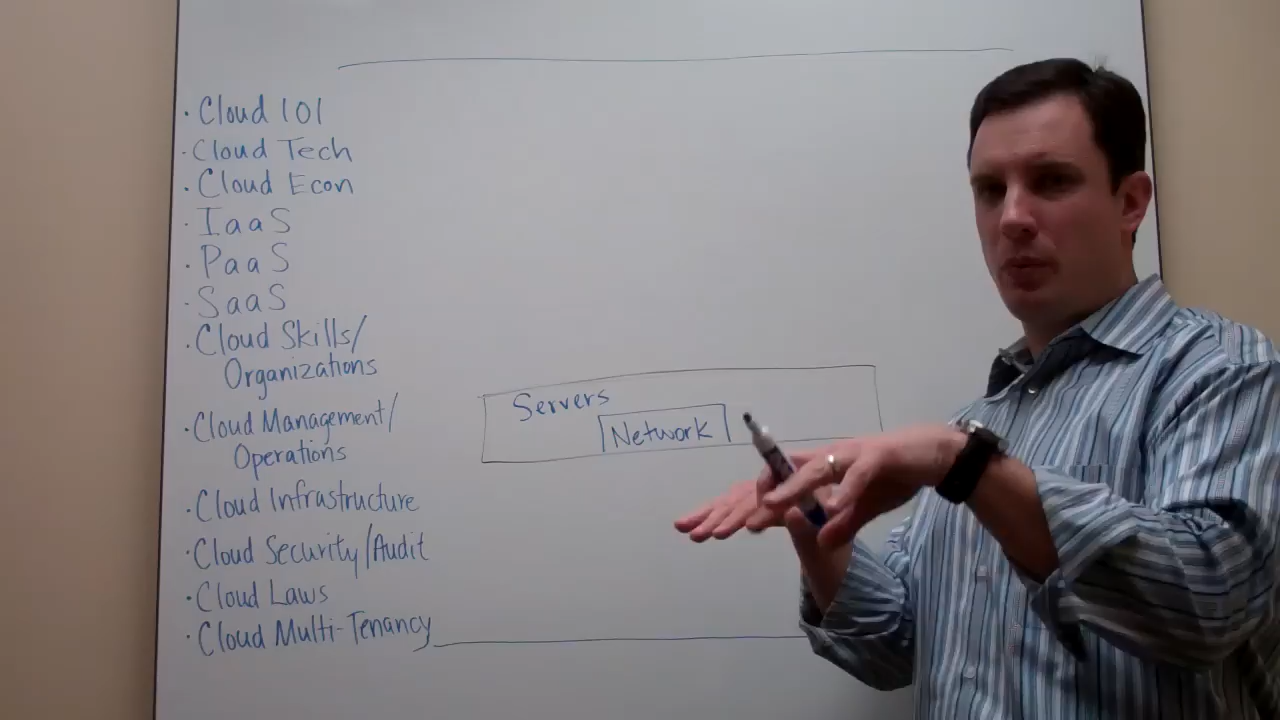 · Cloud 101
· Cloud Tech
· Cloud Econ
· IaaS
· PaaS
· SaaS
· Cloud Skills/
Organizations
· Cloud Management/
Operations
· Cloud Infrastructure
· Cloud Security/Audit
· Cloud Laws
· Cloud Multi-Tenancy
Servers
Network